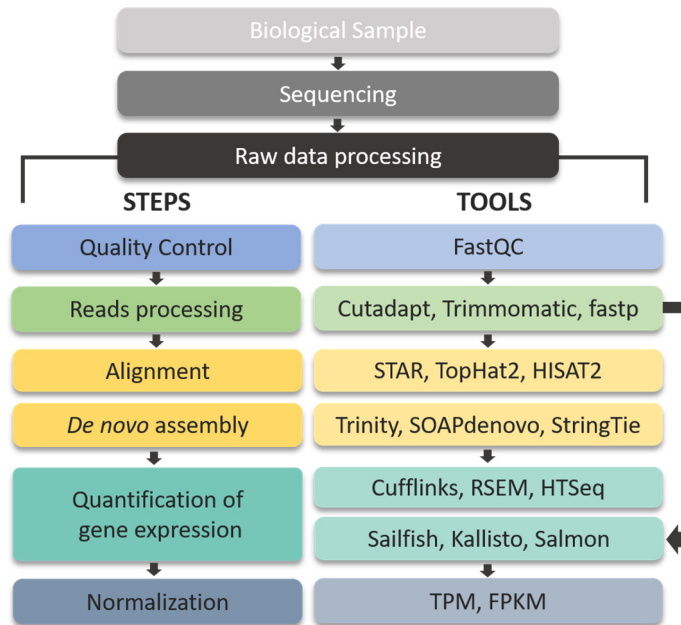 Biological Sample
Sequencing
Raw data processing
STEPS
TOOLS
Quality Control
FastQC
Reads processing
Cutadapt, Trimmomatic, fastp
Alignment
STAR, TopHat2, HISAT2
De novo assembly
Trinity, SOAPdenovo, StringTie
Quantification of
gene expression
Cufflinks, RSEM, HTSeq
Sailfish, Kallisto, Salmon
Normalization
TPM, FPKM